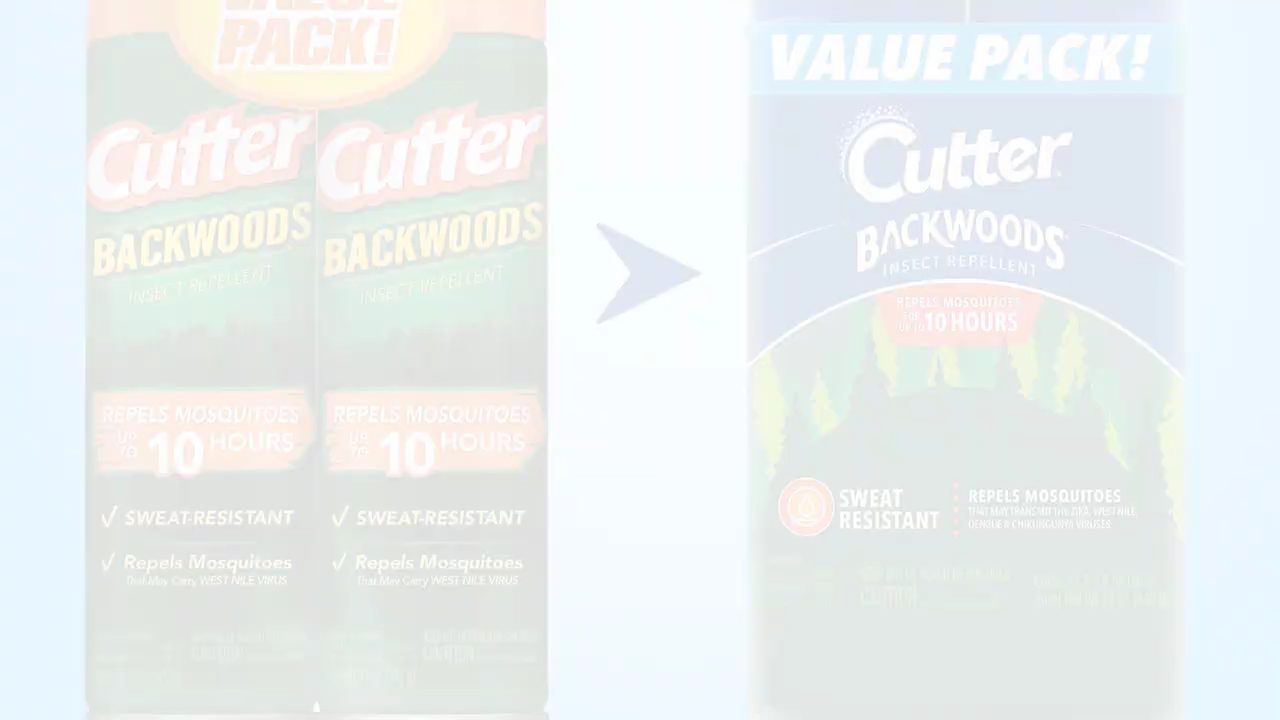 VALUE
PACK!
Cutter
BACKWOODS
INSECT REPELLENT
REPELS MOSQUITOES
UP
TO
10 HOURS
SWEAT-RESISTANT
Repels Mosquitoes
That May Carry WEST NILE VIRUS
CAUTION
Cutter
BACKWOODS
INSECT REPELLENT
REPELS MOSQUITOES
UP
TO
10 HOURS
SWEAT-RESISTANT
Repels Mosquitoes
That May Carry WEST NILE VIRUS
CAUTION
VALUE PACK!
Cutter
BACKWOODS
INSECT REPELLENT
REPELS MOSQUITOES
FOR
UP TO 10 HOURS
SWEAT
RESISTANT
REPELS MOSQUITOES
THAT MAY TRANSMIT THE ZIKA, WEST NILE,
DENGUE & CHIKUNGUNYA VIRUSES
CAUTION